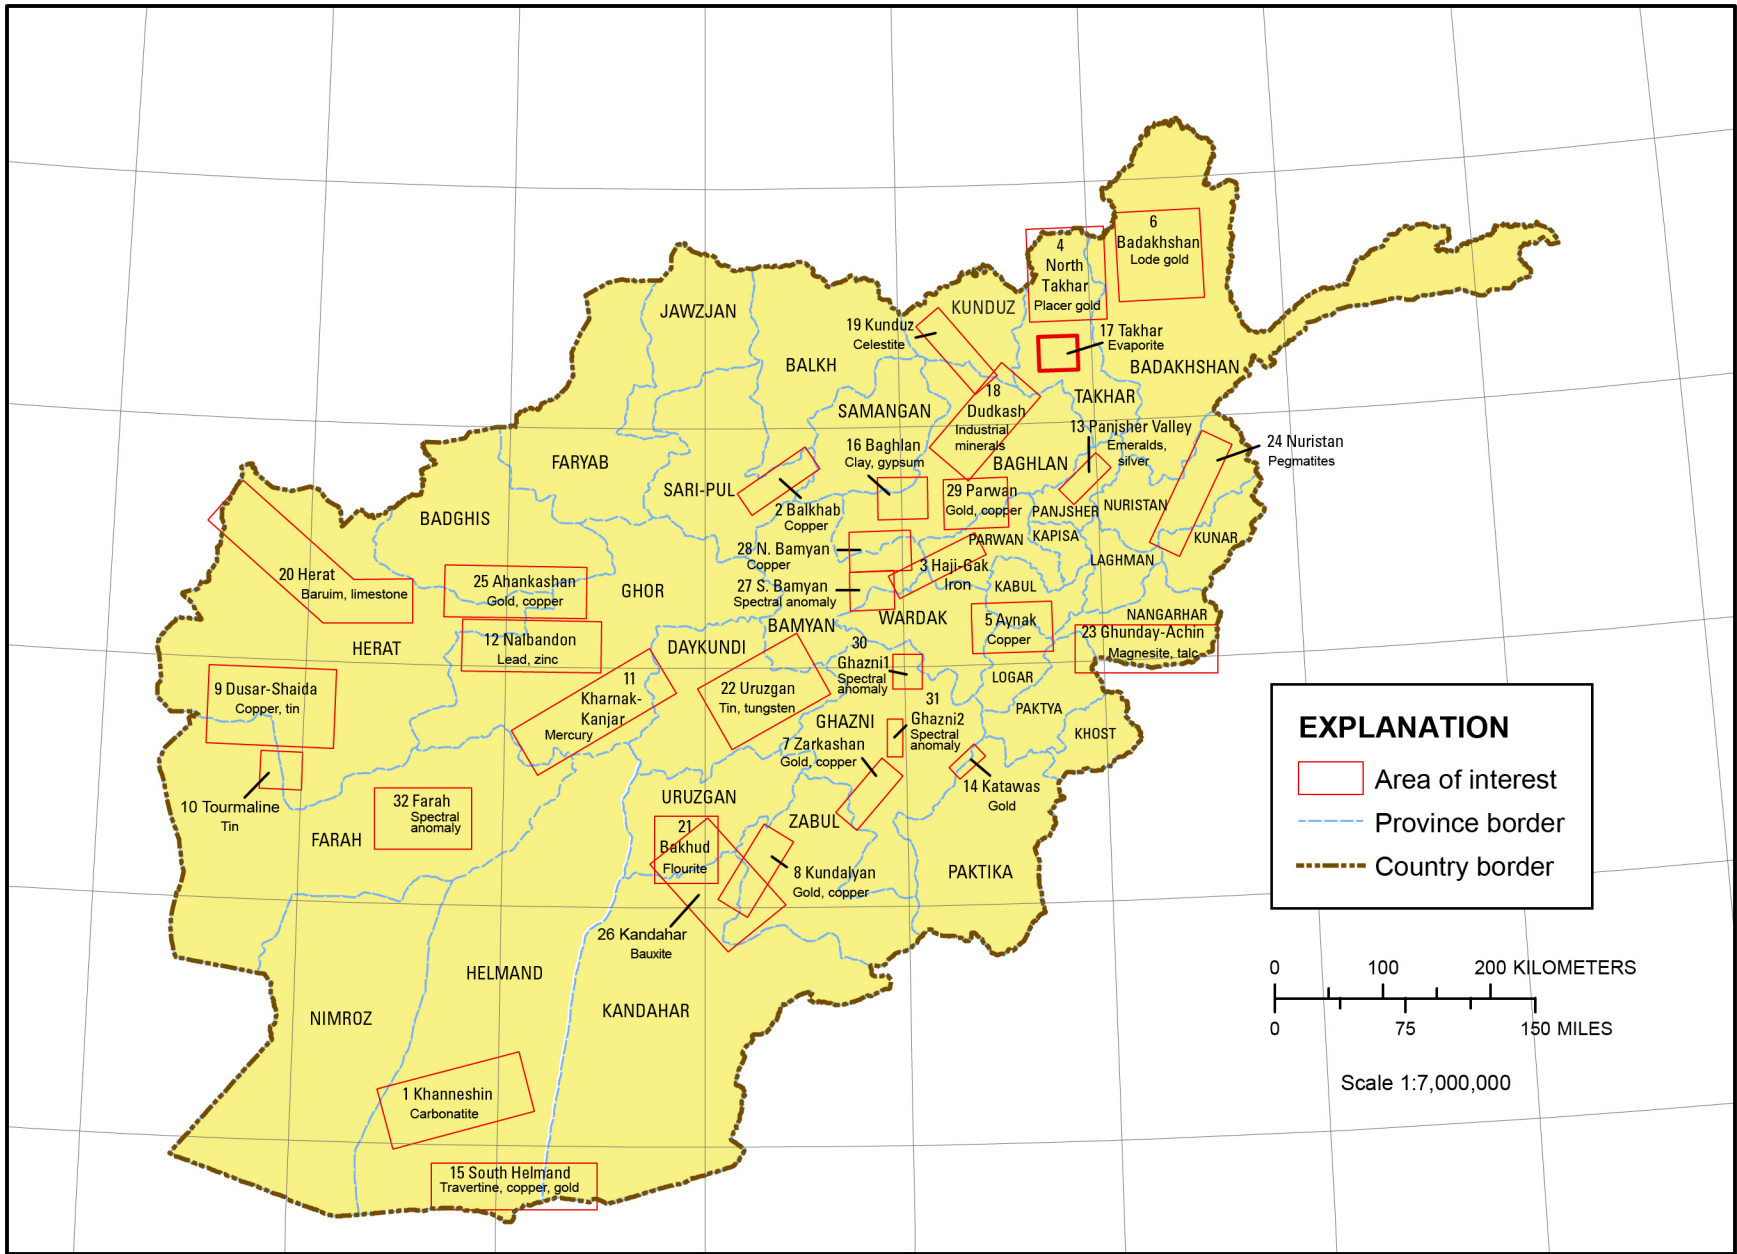 6
Badakhshan
Lode gold
4
North
Takhar
Placer gold
JAWZJAN
KUNDUZ
19 Kunduz
Celestite
17 Takhar
Evaporite
BALKH
BADAKHSHAN
18
Dudkash
Industrial
minerals
TAKHAR
SAMANGAN
13 Panjsher Valley
Emeralds,
silver
16 Baghlan
Clay, gypsum
24 Nuristan
Pegmatites
FARYAB
BAGHLAN
SARI-PUL
29 Parwan
Gold, copper
NURISTAN
2 Balkhab
Copper
PANJSHER
BADGHIS
KAPISA
PARWAN
KUNAR
28 N. Bamyan
Copper
LAGHMAN
3 Haji-Gak
Iron
20 Herat
Baruim, limestone
25 Ahankashan
Gold, copper
GHOR
27 S. Bamyan
Spectral anomaly
KABUL
WARDAK
NANGARHAR
5 Aynak
Copper
BAMYAN
23 Ghunday-Achin
Magnesite, talc
12 Nalbandon
Lead, zinc
HERAT
DAYKUNDI
30
Ghazni1
Spectral
anomaly
LOGAR
11
Kharnak-
Kanjar
Mercury
9 Dusar-Shaida
Copper, tin
22 Uruzgan
Tin, tungsten
31
Ghazni2
Spectral
anomaly
PAKTYA
GHAZNI
KHOST
7 Zarkashan
Gold, copper
14 Katawas
Gold
10 Tourmaline
Tin
32 Farah
Spectral
anomaly
URUZGAN
ZABUL
FARAH
21
Bakhud
Flourite
8 Kundalyan
Gold, copper
PAKTIKA
26 Kandahar
Bauxite
HELMAND
KANDAHAR
NIMROZ
1 Khanneshin
Carbonatite
15 South Helmand
Travertine, copper, gold
EXPLANATION
Area of interest
Province border
Country border
0 100 200 KILOMETERS
0 75 150 MILES
Scale 1:7,000,000